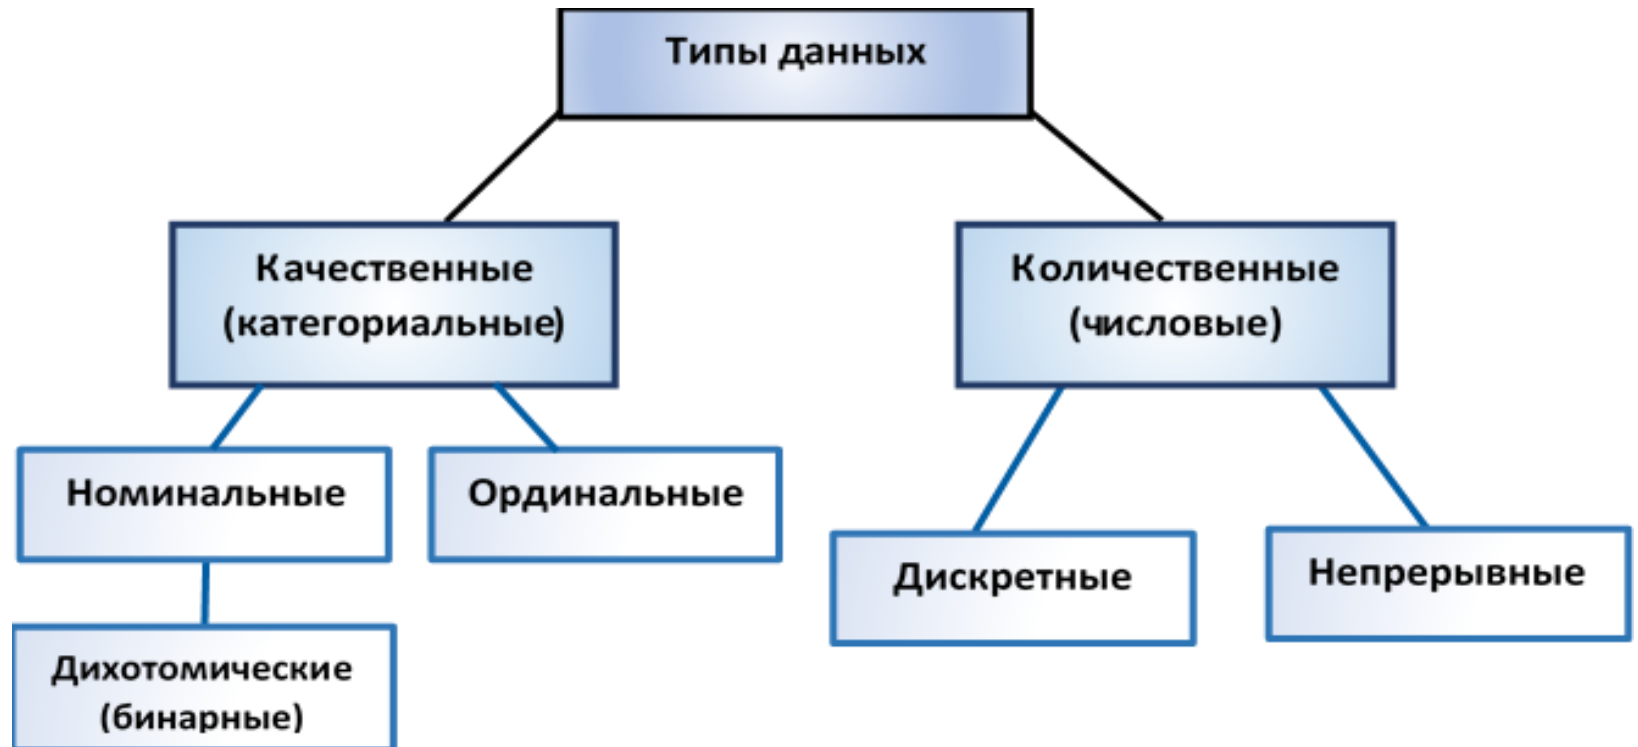 Типы данных
Качественные
(категориальные)
Количественные
(числовые)
Номинальные
Ординальные
Дискретные
Непрерывные
Дихотомические
(бинарные)